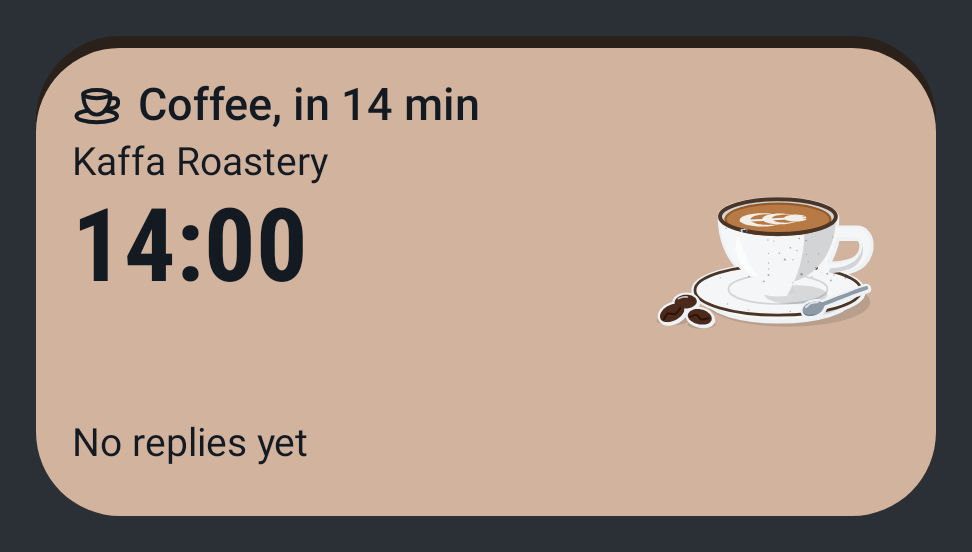 Coffee, in 14 min
Kaffa Roastery
14:00
No replies yet